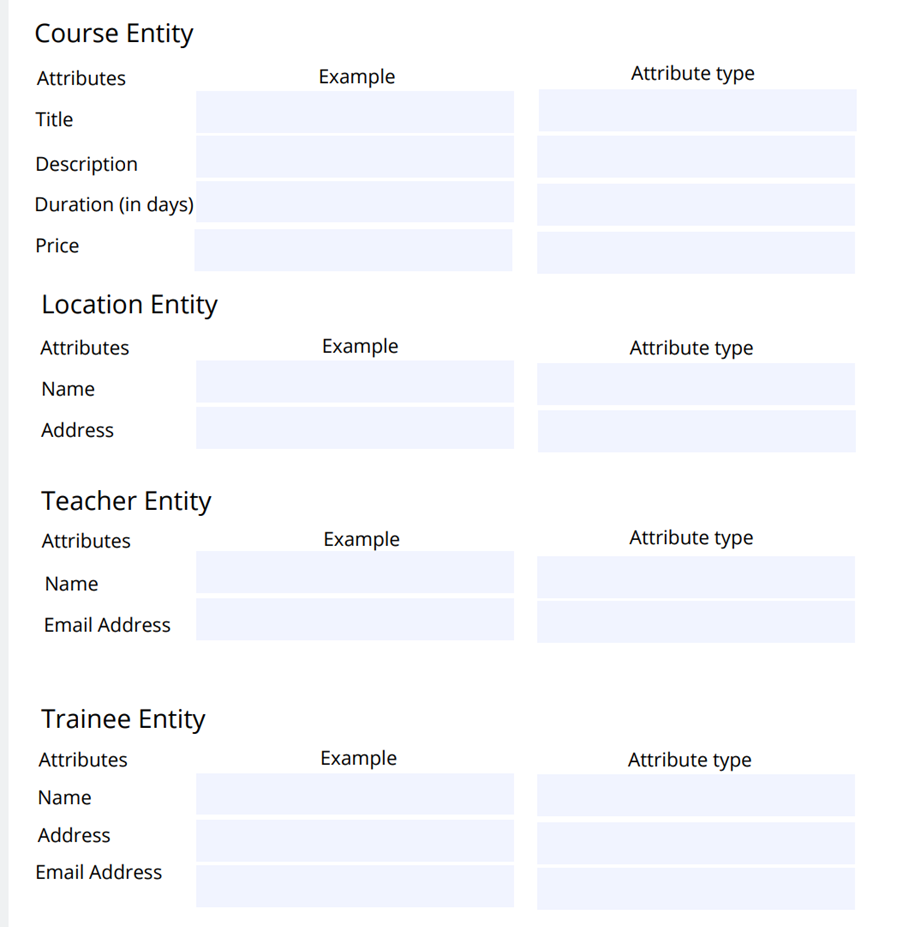 Course Entity
Attributes Example Attribute type
Title
Description
Duration (in days)
Price
Location Entity
Attributes Example Attribute type
Name
Address
Teacher Entity
Attributes Example Attribute type
Name
Email Address
Trainee Entity
Attributes Example Attribute type
Name
Address
Email Address